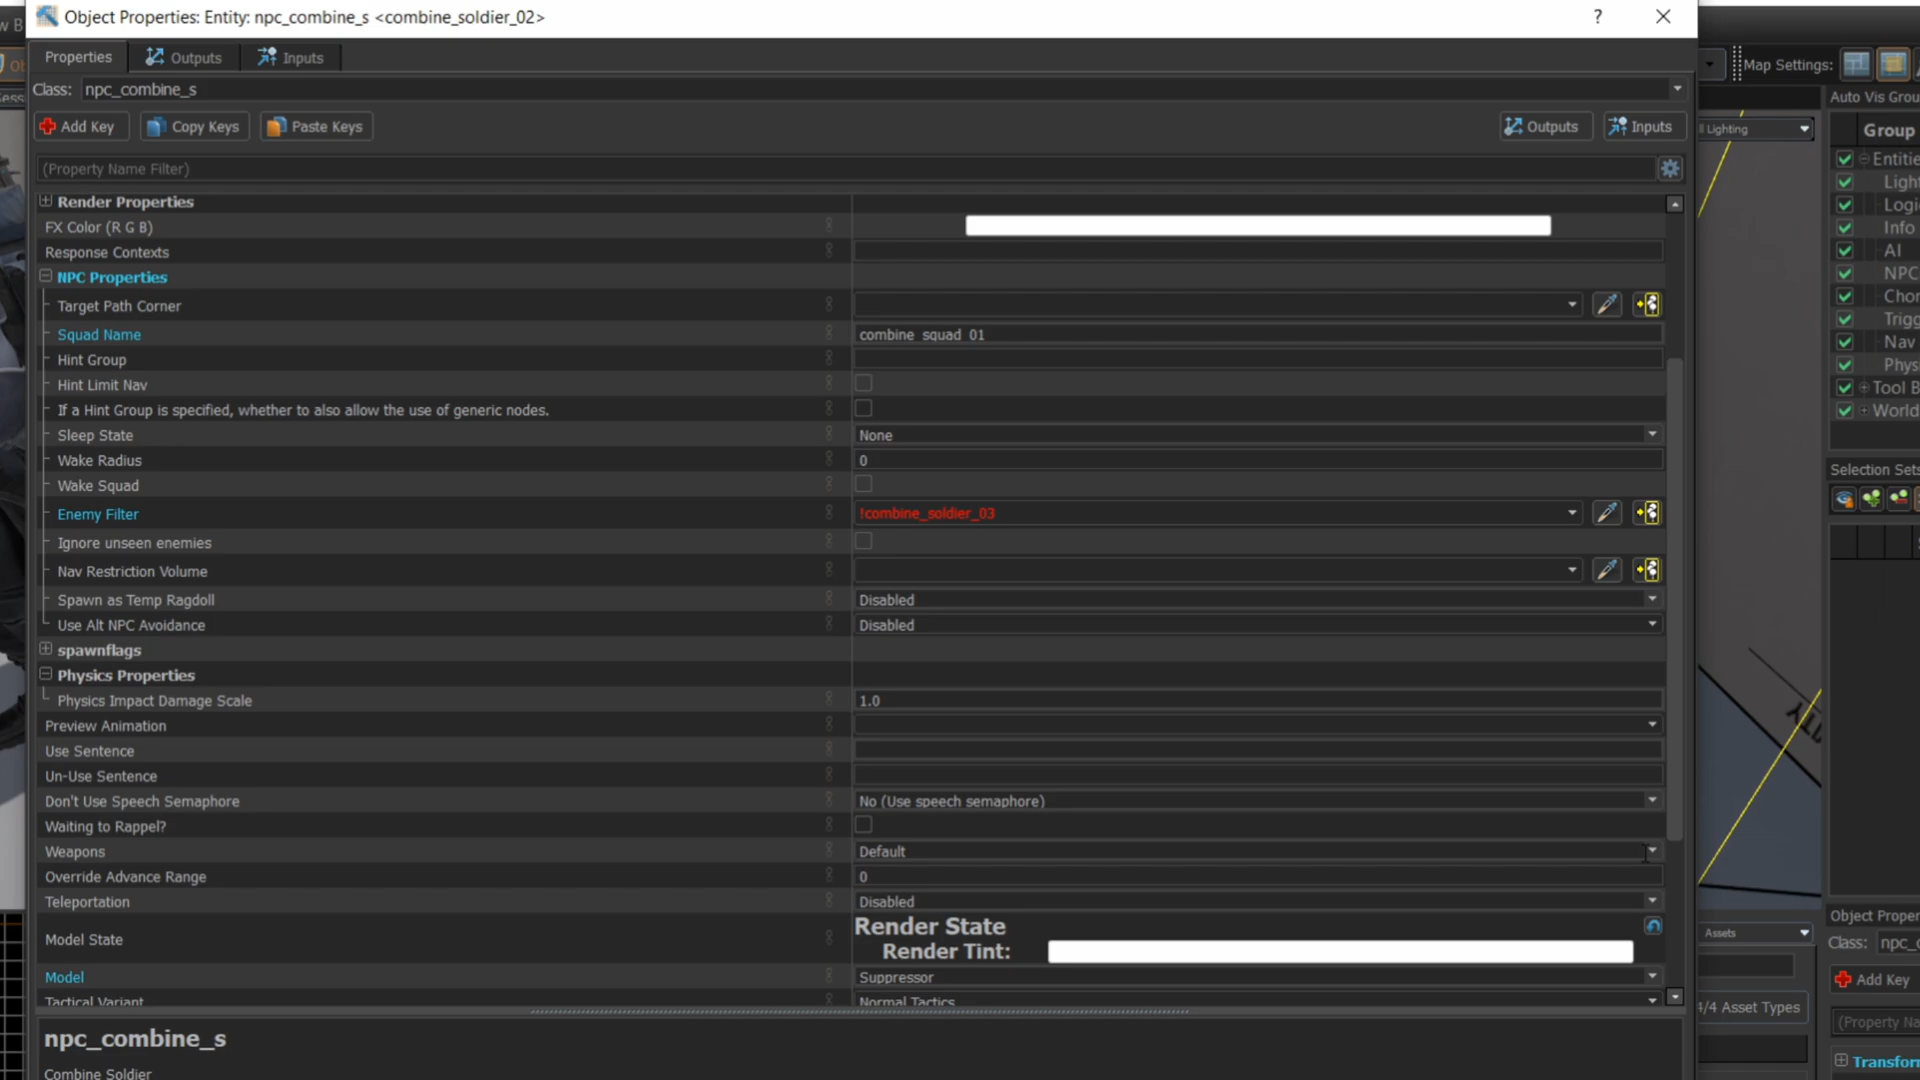 Object Properties: Entity: npc_combine_s <combine_soldier_02>
?
Properties
Outputs
Inputs
Map Settings:
Class: npc_combine_s
Auto Vis Grou
Add Key
Copy Keys
Paste Keys
Outputs
Inputs
Lighting
Group
(Property Name Filter)
Entitie
Render Properties
Ligh
FX Color (R G B)
Logi
Response Contexts
Info
NPC Properties
AI
Target Path Corner
NPC
Squad Name
combine_squad_01
Chor
Hint Group
Trigg
Hint Limit Nav
Nav
If a Hint Group is specified, whether to also allow the use of generic nodes.
Phys
Sleep State
None
Tool B
Wake Radius
0
World
Wake Squad
Selection Sets
Enemy Filter
!combine_soldier_03
Ignore unseen enemies
Nav Restriction Volume
Spawn as Temp Ragdoll
Disabled
Use Alt NPC Avoidance
Disabled
spawnflags
Physics Properties
Physics Impact Damage Scale
1.0
Preview Animation
Use Sentence
Un-Use Sentence
Don't Use Speech Semaphore
No (Use speech semaphore)
Waiting to Rappel?
Weapons
Default
Override Advance Range
0
Teleportation
Disabled
Model State
Render State
Render Tint:
Object Proper
Assets
Class: npc_c
Model
Suppressor
Add Key
Tactical Variant
Normal Tactics
/4 Asset Types
(Property Na
npc_combine_s
Combine Soldier
Transfor